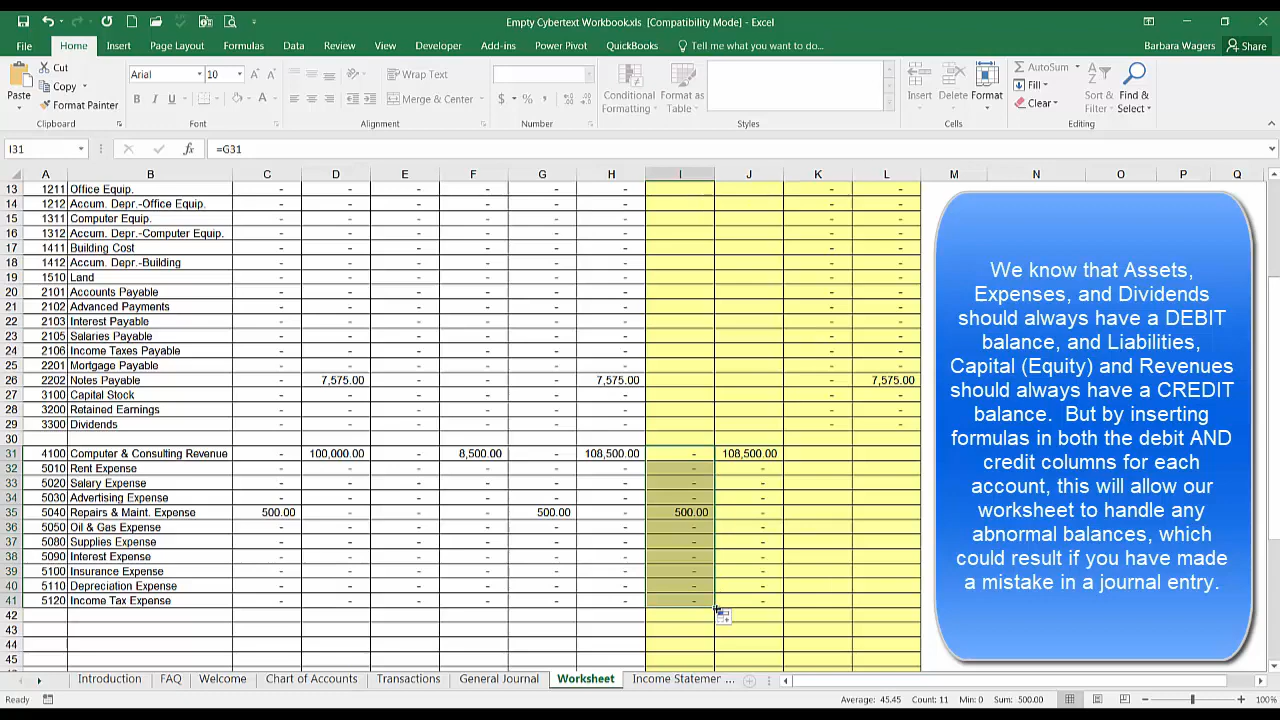 Empty Cybertext Workbook.xls [Compatibility Mode] - Excel
File Home Insert Page Layout Formulas Data Review View Developer Add-ins Power Pivot QuickBooks Tell me what you want to do... Barbara Wagers Share
Paste
Cut
Copy
Format Painter
Arial 10
B I U
Wrap Text
Merge & Center
$ % ,
Conditional Formatting
Format as Table
Insert Delete Format
AutoSum
Fill
Clear
Sort & Filter
Find & Select
Clipboard Font Alignment Number Styles Cells Editing
I31 fx =G31
A B C D E F G H I J K L M N O P Q
13 1211 Office Equip. - - - - - - - -
14 1212 Accum. Depr.-Office Equip. - - - - - - - -
15 1311 Computer Equip. - - - - - - - -
16 1312 Accum. Depr.-Computer Equip. - - - - - - - -
17 1411 Building Cost - - - - - - - -
18 1412 Accum. Depr.-Building - - - - - - - -
19 1510 Land - - - - - - - -
20 2101 Accounts Payable - - - - - - - -
21 2102 Advanced Payments - - - - - - - -
22 2103 Interest Payable - - - - - - - -
23 2105 Salaries Payable - - - - - - - -
24 2106 Income Taxes Payable - - - - - - - -
25 2201 Mortgage Payable - - - - - - - -
26 2202 Notes Payable - 7,575.00 - - - 7,575.00 - 7,575.00
27 3100 Capital Stock - - - - - - - -
28 3200 Retained Earnings - - - - - - - -
29 3300 Dividends - - - - - - - -
30
31 4100 Computer & Consulting Revenue - 100,000.00 - 8,500.00 - 108,500.00 - 108,500.00
32 5010 Rent Expense - - - - - - - -
33 5020 Salary Expense - - - - - - - -
34 5030 Advertising Expense - - - - - - - -
35 5040 Repairs & Maint. Expense 500.00 - - - 500.00 - 500.00 -
36 5050 Oil & Gas Expense - - - - - - - -
37 5080 Supplies Expense - - - - - - - -
38 5090 Interest Expense - - - - - - - -
39 5100 Insurance Expense - - - - - - - -
40 5110 Depreciation Expense - - - - - - - -
41 5120 Income Tax Expense - - - - - - - -
42
43
44
45
We know that Assets,
Expenses, and Dividends
should always have a DEBIT
balance, and Liabilities,
Capital (Equity) and Revenues
should always have a CREDIT
balance. But by inserting
formulas in both the debit AND
credit columns for each
account, this will allow our
worksheet to handle any
abnormal balances, which
could result if you have made
a mistake in a journal entry.
Introduction FAQ Welcome Chart of Accounts Transactions General Journal Worksheet Income Statemer ...
Ready Average: 45.45 Count: 11 Min: 0 Sum: 500.00 100%